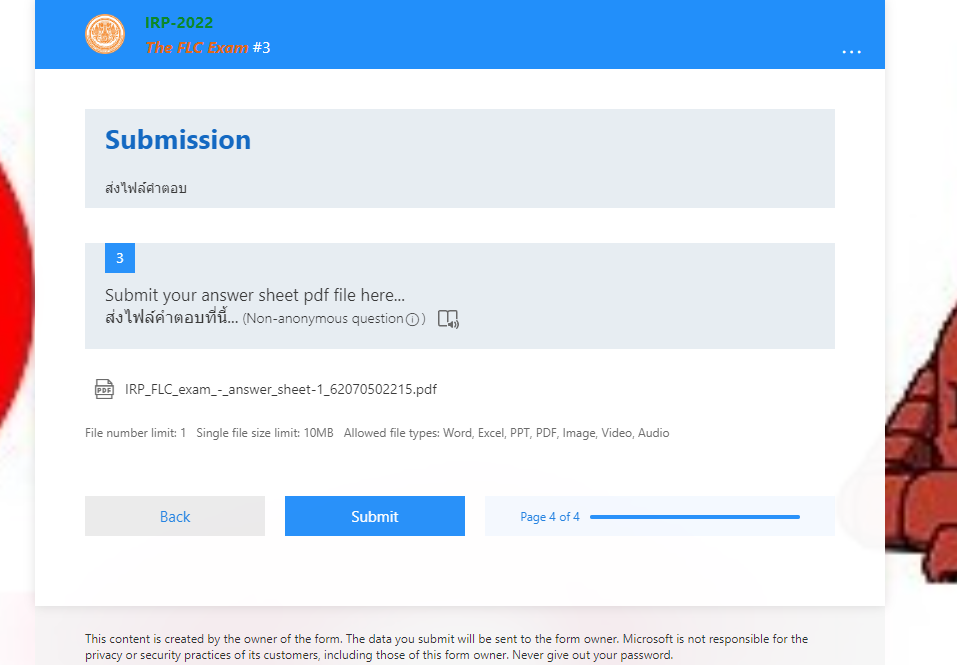 IRP-2022
The FLC Exam #3
...
Submission
ส่งไฟล์คำตอบ
3
Submit your answer sheet pdf file here...
ส่งไฟล์คำตอบที่นี้... (Non-anonymous question)
PDF IRP_FLC_exam_-_answer_sheet-1_62070502215.pdf
File number limit: 1 Single file size limit: 10MB Allowed file types: Word, Excel, PPT, PDF, Image, Video, Audio
Back Submit Page 4 of 4
This content is created by the owner of the form. The data you submit will be sent to the form owner. Microsoft is not responsible for the
privacy or security practices of its customers, including those of this form owner. Never give out your password.